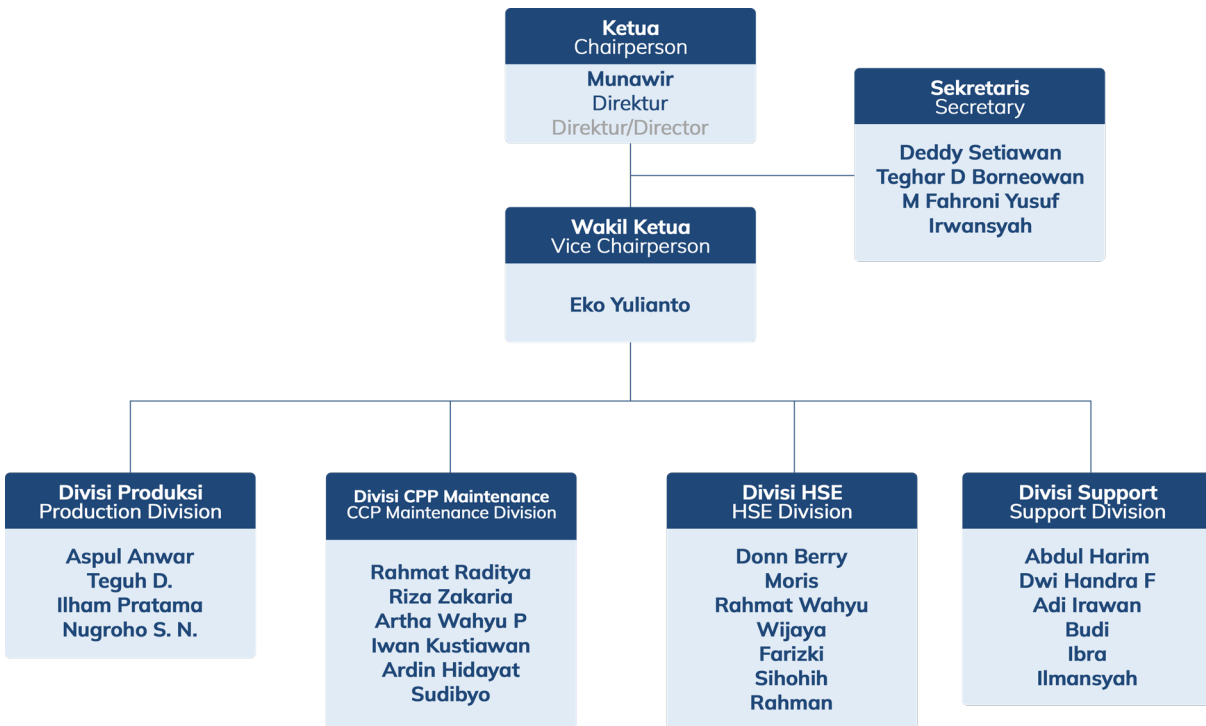 Ketua
Chairperson
Munawir
Direktur
Direktur/Director
Sekretaris
Secretary
Deddy Setiawan
Teghar D Borneowan
M Fahroni Yusuf
Irwansyah
Wakil Ketua
Vice Chairperson
Eko Yulianto
Divisi Produksi
Production Division
Aspul Anwar
Teguh D.
Ilham Pratama
Nugroho S. N.
Divisi CPP Maintenance
CCP Maintenance Division
Rahmat Raditya
Riza Zakaria
Artha Wahyu P
Iwan Kustiawan
Ardin Hidayat
Sudibyo
Divisi HSE
HSE Division
Donn Berry
Moris
Rahmat Wahyu
Wijaya
Farizki
Sihohih
Rahman
Divisi Support
Support Division
Abdul Harim
Dwi Handra F
Adi Irawan
Budi
Ibra
Ilmansyah